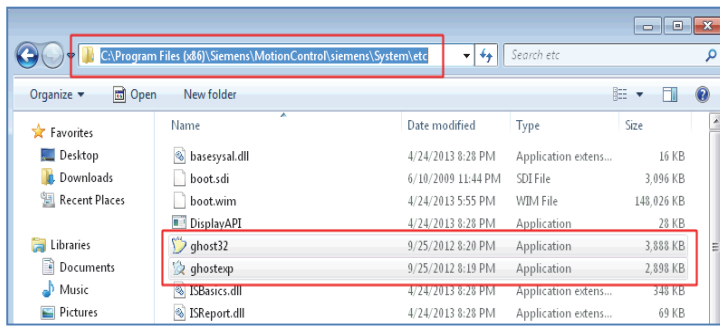 C:\Program Files (x86)\Siemens\MotionControl\siemens\System\etc
Search etc
Organize
Open
New folder
Favorites
Desktop
Downloads
Recent Places
Libraries
Documents
Music
Pictures
Name Date modified Type Size
basesysal.dll 4/24/2013 8:28 PM Application extens... 16 KB
boot.sdi 6/10/2009 11:44 PM SDI File 3,096 KB
boot.wim 4/24/2013 5:55 PM WIM File 148,026 KB
DisplayAPI 4/24/2013 8:28 PM Application 28 KB
ghost32 9/25/2012 8:20 PM Application 3,888 KB
ghostexp 9/25/2012 8:19 PM Application 2,898 KB
ISBasics.dll 4/24/2013 8:28 PM Application extens... 348 KB
ISReport.dll 4/24/2013 8:28 PM Application extens... 69 KB